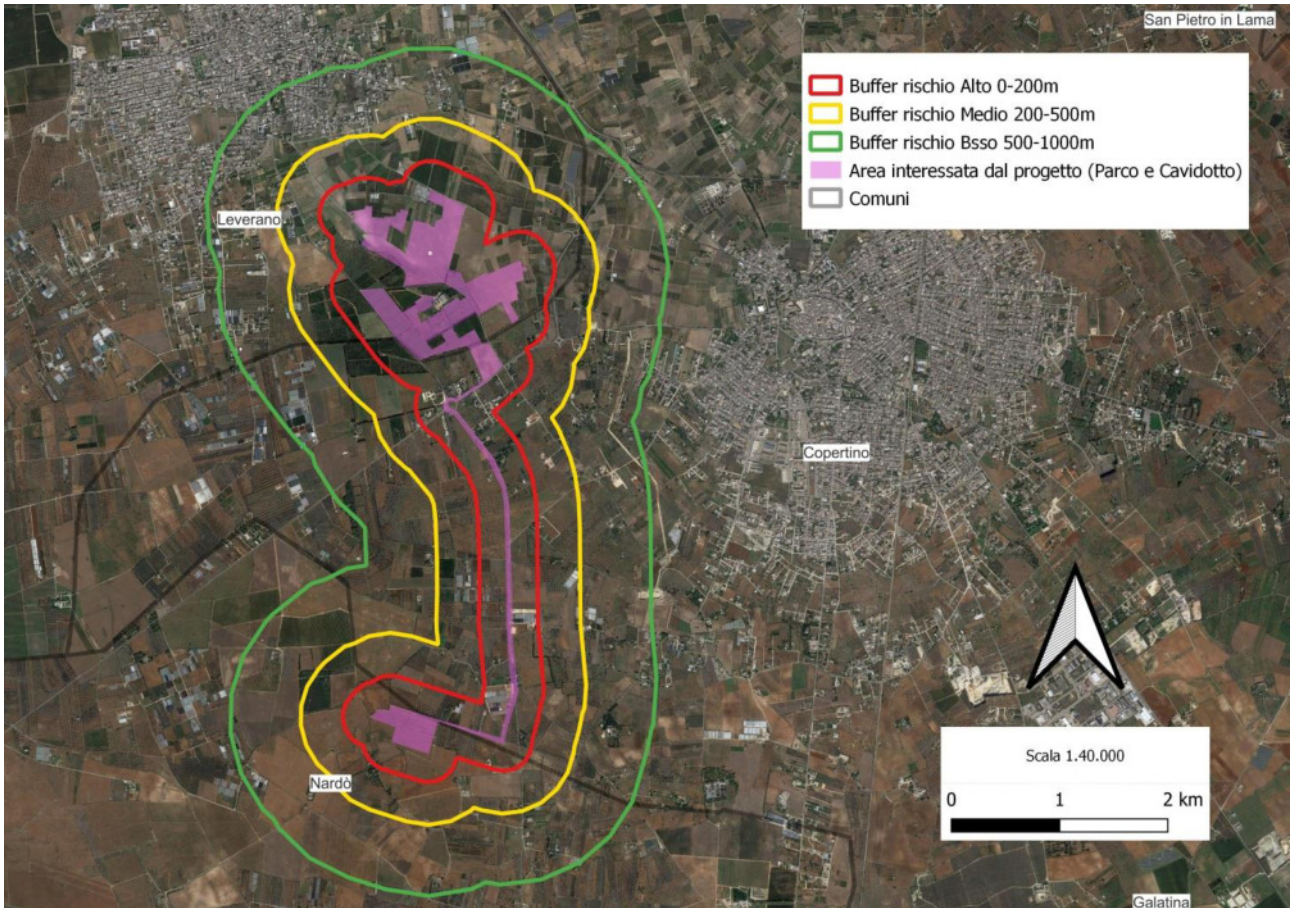 San Pietro in Lama
Buffer rischio Alto 0-200m
Buffer rischio Medio 200-500m
Buffer rischio Bsso 500-1000m
Area interessata dal progetto (Parco e Cavidotto)
Comuni
Leverano
Copertino
Nardò
Scala 1:40.000
0 1 2 km
Galatina